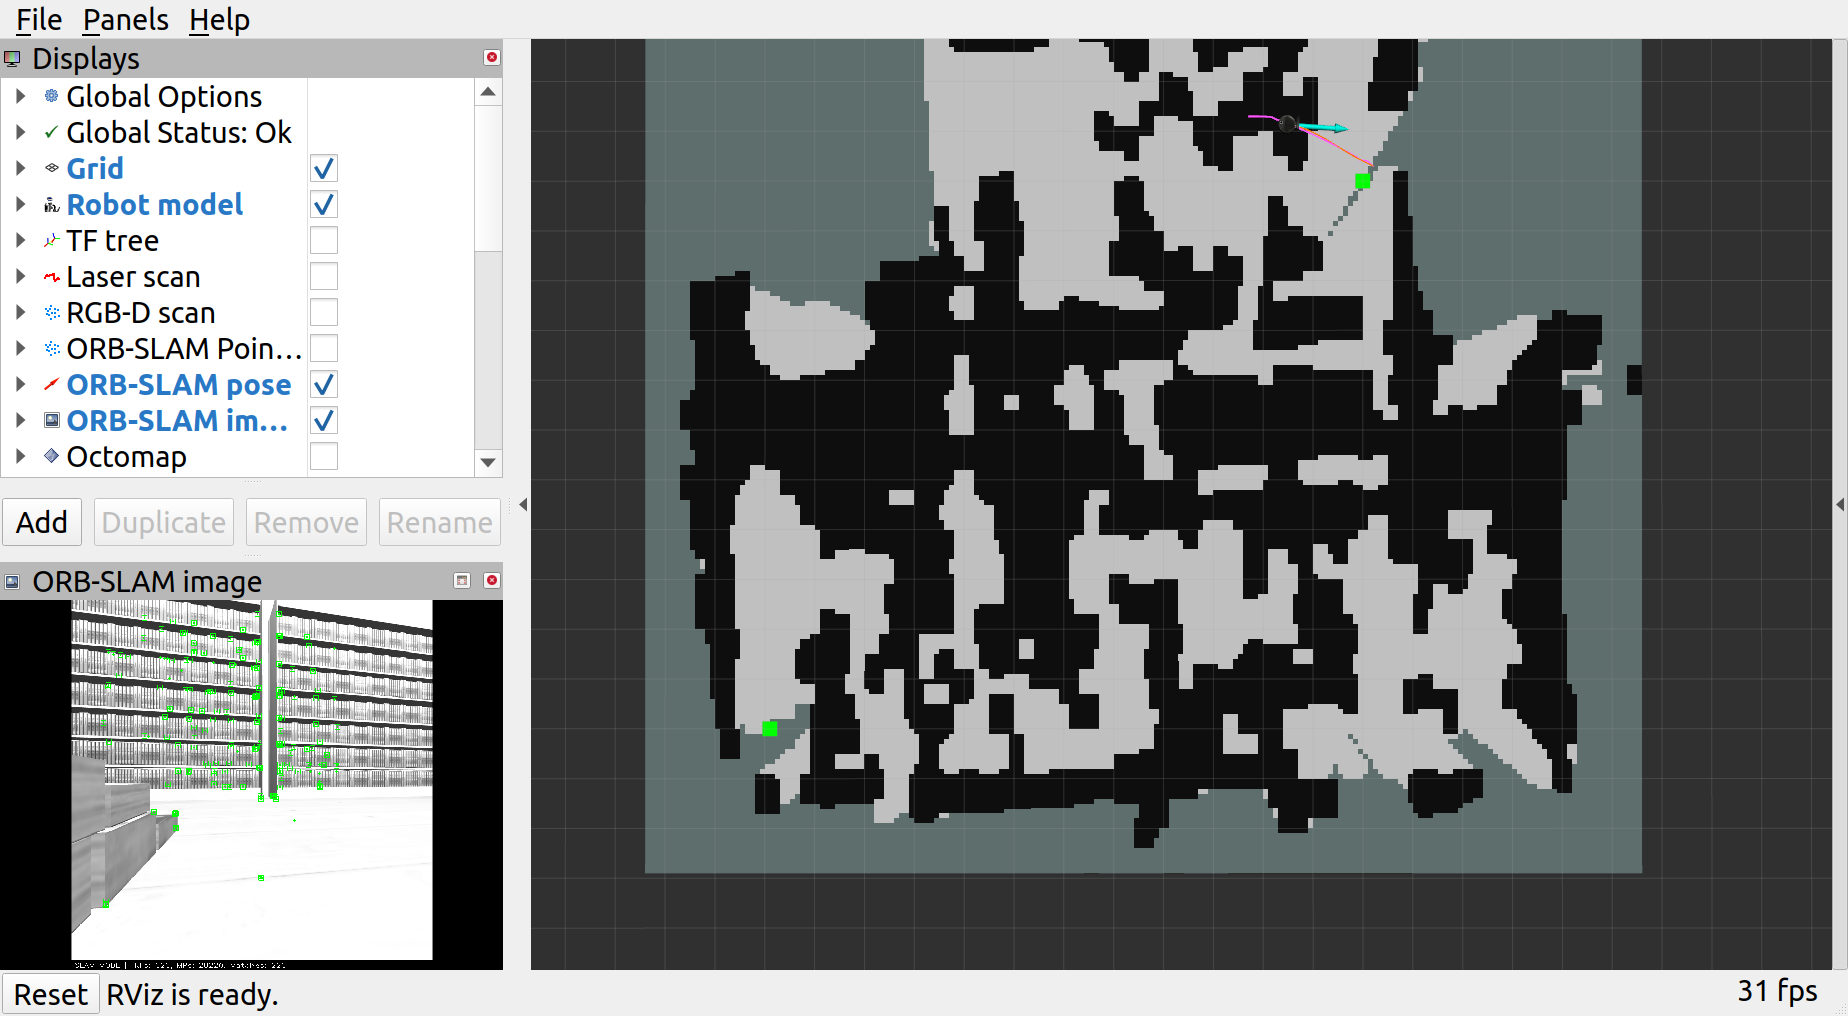 File Panels Help
Displays
Global Options
Global Status: Ok
Grid
Robot model
TF tree
Laser scan
RGB-D scan
ORB-SLAM Poin...
ORB-SLAM pose
ORB-SLAM im...
Octomap
Add Duplicate Remove Rename
ORB-SLAM image
SLAM MODE |
Reset RViz is ready.
31 fps